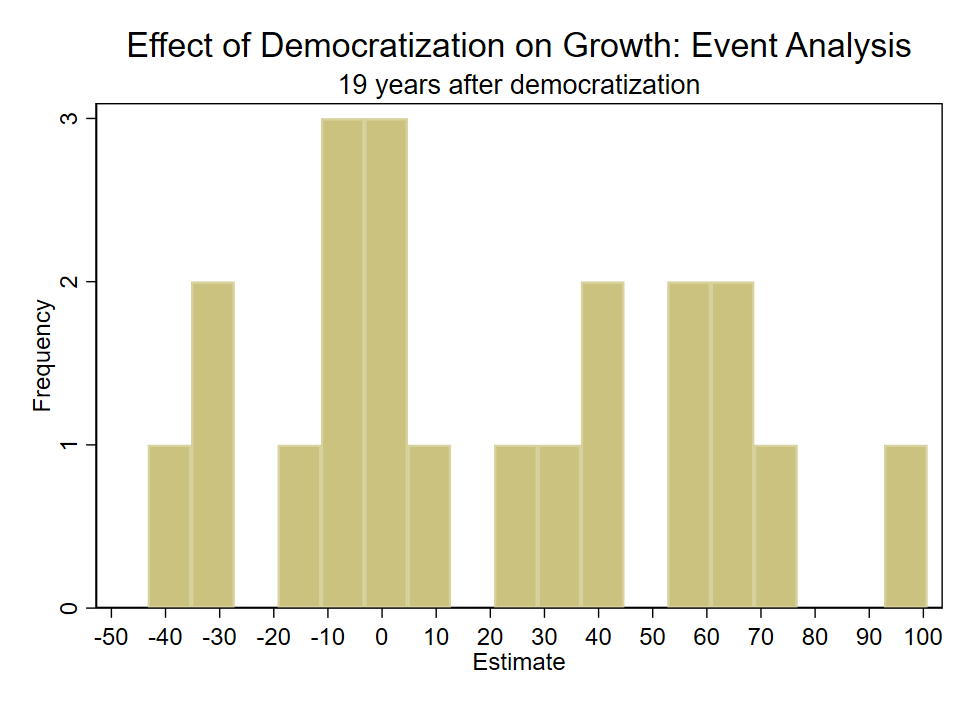 Effect of Democratization on Growth: Event Analysis
19 years after democratization
3
2
1
0
Frequency
-50 -40 -30 -20 -10 0 10 20 30 40 50 60 70 80 90 100
Estimate